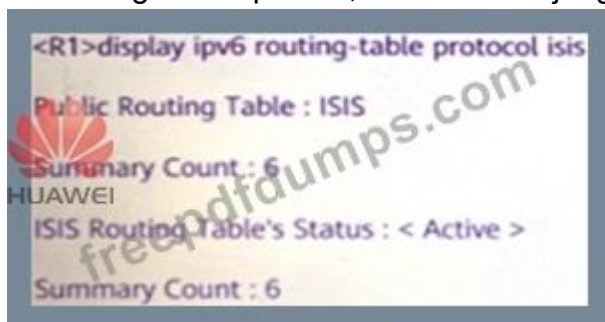 <R1>display ipv6 routing-table protocol isis
Public Routing Table : ISIS
Summary Count : 6
HUAWEI
ISIS Routing Table's Status : < Active >
Summary Count : 6
freepdfdumps.com